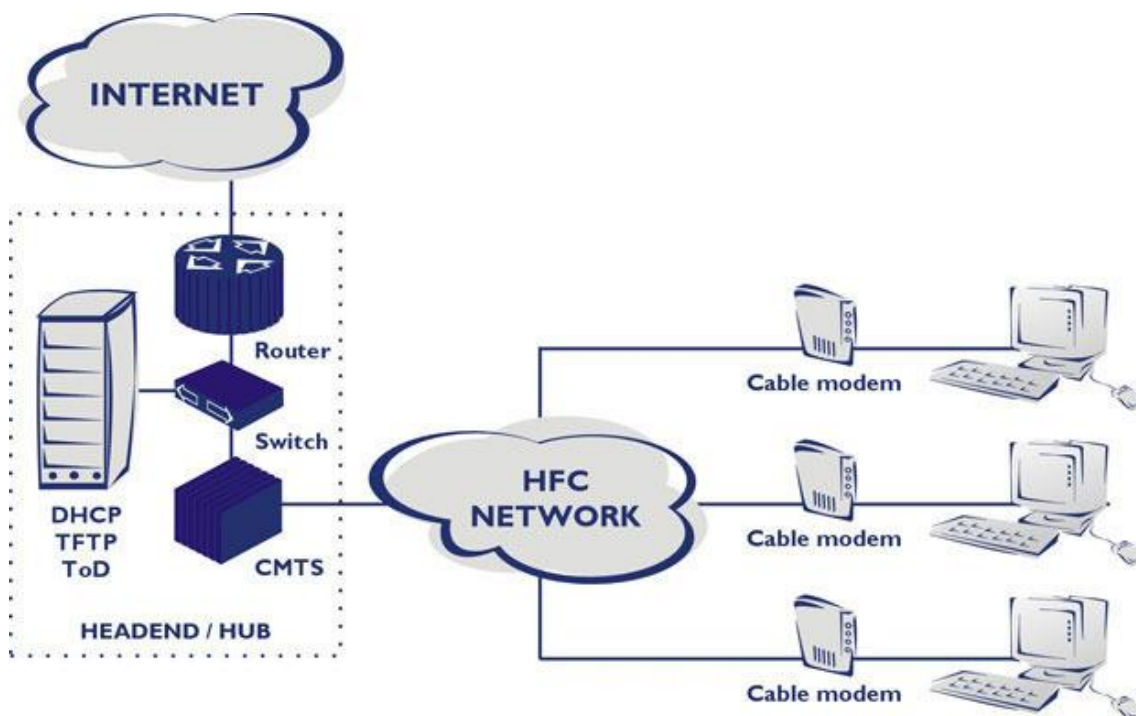 INTERNET
Router
Switch
DHCP
TFTP
ToD
CMTS
HEADEND / HUB
HFC
NETWORK
Cable modem
Cable modem
Cable modem